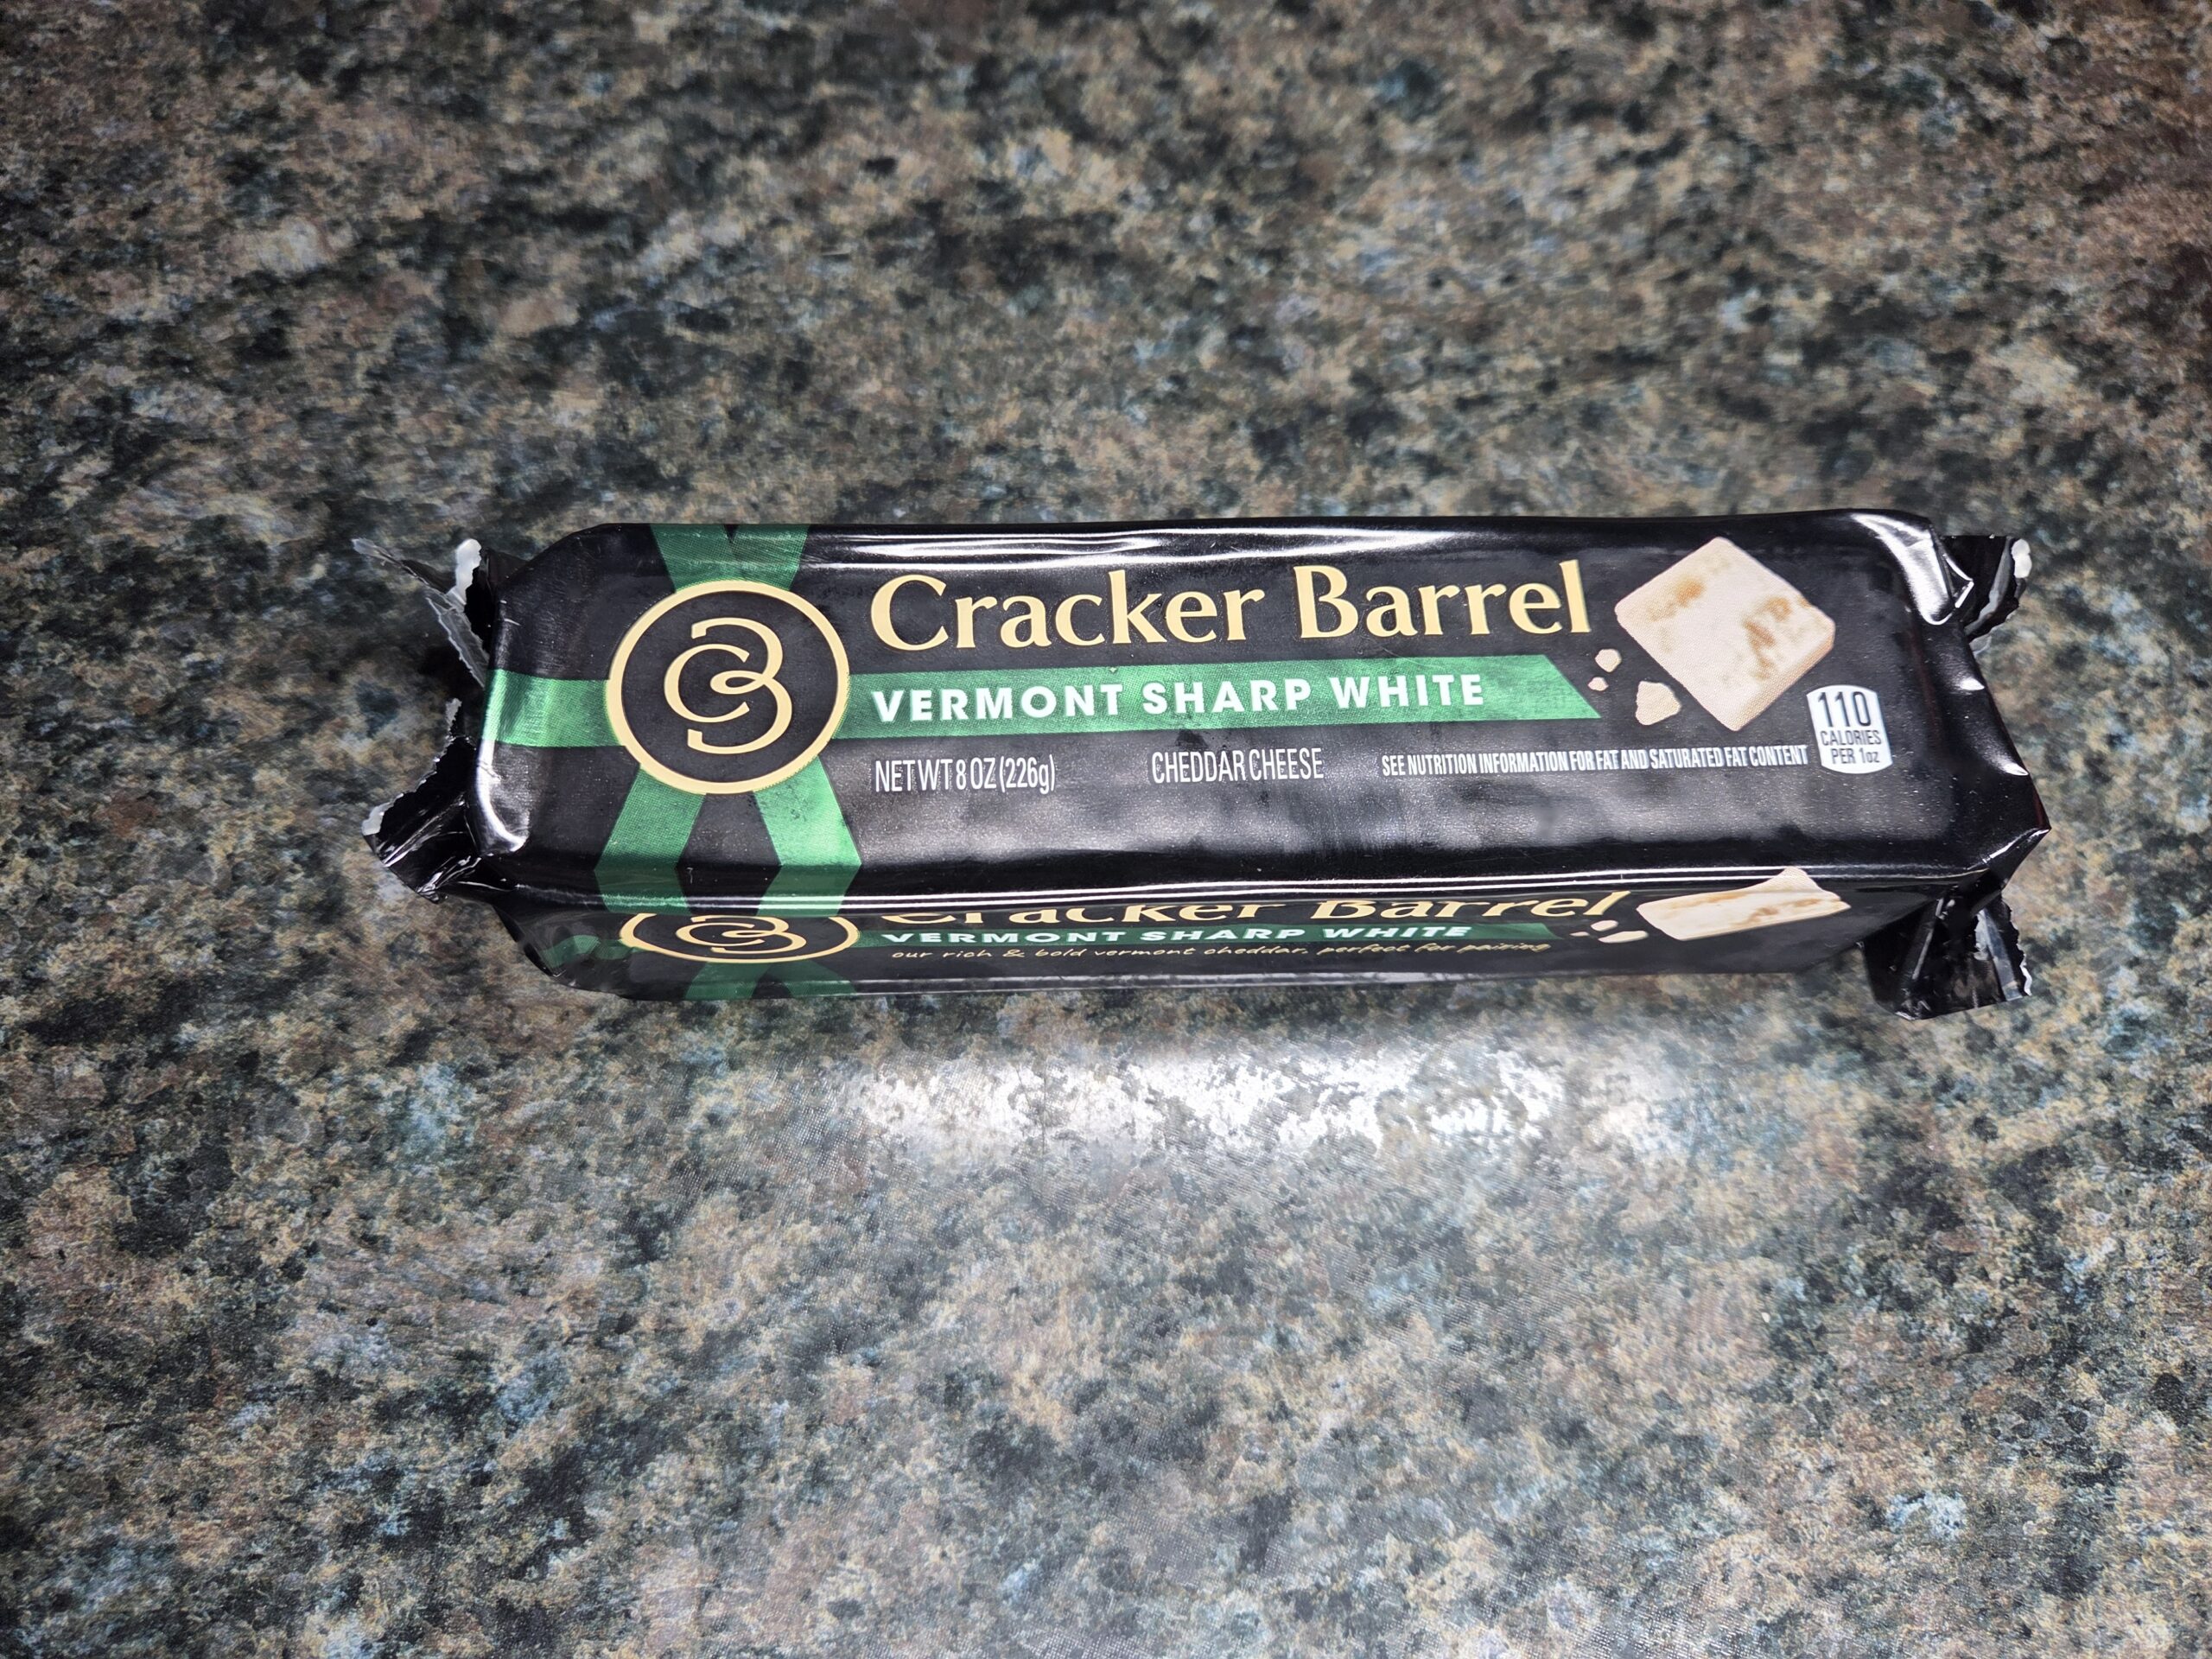 CB
Cracker Barrel
VERMONT SHARP WHITE
NET WT 8 OZ (226g) CHEDDAR CHEESE SEE NUTRITION INFORMATION FOR FAT AND SATURATED FAT CONTENT
110
CALORIES
PER 1oz
CB
Cracker Barrel
VERMONT SHARP WHITE
our rich & bold vermont cheddar, perfect for pairing